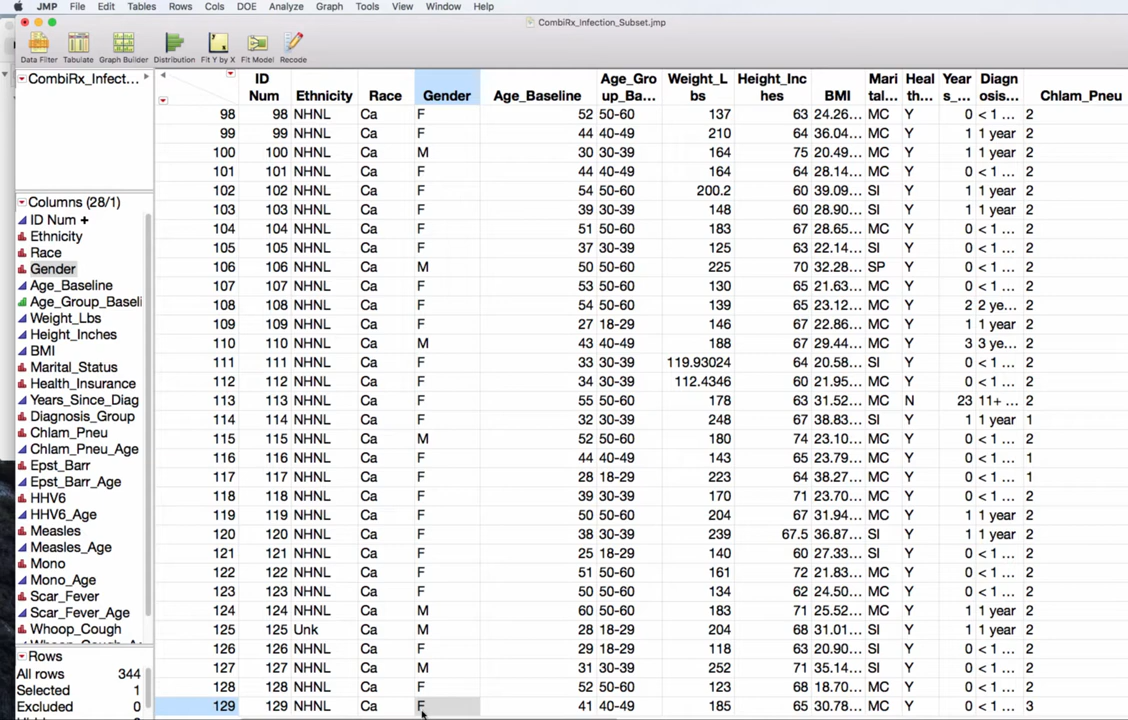 JMP File Edit Tables Rows Cols DOE Analyze Graph Tools View Window Help
CombiRx_Infection_Subset.jmp
Data Filter Tabulate Graph Builder Distribution Fit Y by X Fit Model Recode
CombiRx_Infect...
Columns (28/1)
ID Num
Ethnicity
Race
Gender
Age_Baseline
Age_Group_Baseli
Weight_Lbs
Height_Inches
BMI
Marital_Status
Health_Insurance
Years_Since_Diag
Diagnosis_Group
Chlam_Pneu
Chlam_Pneu_Age
Epst_Barr
Epst_Barr_Age
HHV6
HHV6_Age
Measles
Measles_Age
Mono
Mono_Age
Scar_Fever
Scar_Fever_Age
Whoop_Cough
Rows
All rows 344
Selected 1
Excluded 0
ID Num Ethnicity Race Gender Age_Baseline Age_Gro up_Ba... Weight_L bs Height_Inc hes BMI Mari tal... Heal th... Year s_... Diagn osis... Chlam_Pneu
98 98 NHNL Ca F 52 50-60 137 63 24.26... MC Y 0 < 1 ... 2
99 99 NHNL Ca F 44 40-49 210 64 36.04... MC Y 1 1 year 2
100 100 NHNL Ca M 30 30-39 164 75 20.49... MC Y 1 1 year 2
101 101 NHNL Ca F 44 40-49 164 64 28.14... MC Y 0 < 1 ... 2
102 102 NHNL Ca F 54 50-60 200.2 60 39.09... SI Y 1 1 year 2
103 103 NHNL Ca F 39 30-39 148 60 28.90... SI Y 1 1 year 2
104 104 NHNL Ca F 51 50-60 183 67 28.65... MC Y 0 < 1 ... 2
105 105 NHNL Ca F 37 30-39 125 63 22.14... SI Y 0 < 1 ... 2
106 106 NHNL Ca M 50 50-60 225 70 32.28... SP Y 0 < 1 ... 2
107 107 NHNL Ca F 53 50-60 130 65 21.63... MC Y 0 < 1 ... 2
108 108 NHNL Ca F 54 50-60 139 65 23.12... MC Y 2 2 ye... 2
109 109 NHNL Ca F 27 18-29 146 67 22.86... MC Y 1 1 year 2
110 110 NHNL Ca M 43 40-49 188 67 29.44... MC Y 3 3 ye... 2
111 111 NHNL Ca F 33 30-39 119.93024 64 20.58... SI Y 0 < 1 ... 2
112 112 NHNL Ca F 34 30-39 112.4346 60 21.95... MC Y 0 < 1 ... 2
113 113 NHNL Ca F 55 50-60 178 63 31.52... MC N 23 11+ ... 2
114 114 NHNL Ca F 32 30-39 248 67 38.83... SI Y 1 1 year 1
115 115 NHNL Ca M 52 50-60 180 74 23.10... MC Y 0 < 1 ... 2
116 116 NHNL Ca F 44 40-49 143 65 23.79... MC Y 0 < 1 ... 1
117 117 NHNL Ca F 28 18-29 223 64 38.27... MC Y 0 < 1 ... 1
118 118 NHNL Ca F 39 30-39 170 71 23.70... MC Y 0 < 1 ... 2
119 119 NHNL Ca F 50 50-60 204 67 31.94... MC Y 1 1 year 2
120 120 NHNL Ca F 38 30-39 239 67.5 36.87... SI Y 1 1 year 2
121 121 NHNL Ca F 25 18-29 140 60 27.33... SI Y 0 < 1 ... 2
122 122 NHNL Ca F 51 50-60 161 72 21.83... MC Y 0 < 1 ... 2
123 123 NHNL Ca F 50 50-60 134 62 24.50... MC Y 0 < 1 ... 2
124 124 NHNL Ca M 60 50-60 183 71 25.52... MC Y 1 1 year 2
125 125 Unk Ca M 28 18-29 204 68 31.01... SI Y 1 1 year 2
126 126 NHNL Ca F 29 18-29 118 63 20.90... SI Y 0 < 1 ... 2
127 127 NHNL Ca M 31 30-39 252 71 35.14... SI Y 0 < 1 ... 2
128 128 NHNL Ca F 52 50-60 123 68 18.70... MC Y 0 < 1 ... 2
129 129 NHNL Ca F 41 40-49 185 65 30.78... MC Y 0 < 1 ... 3